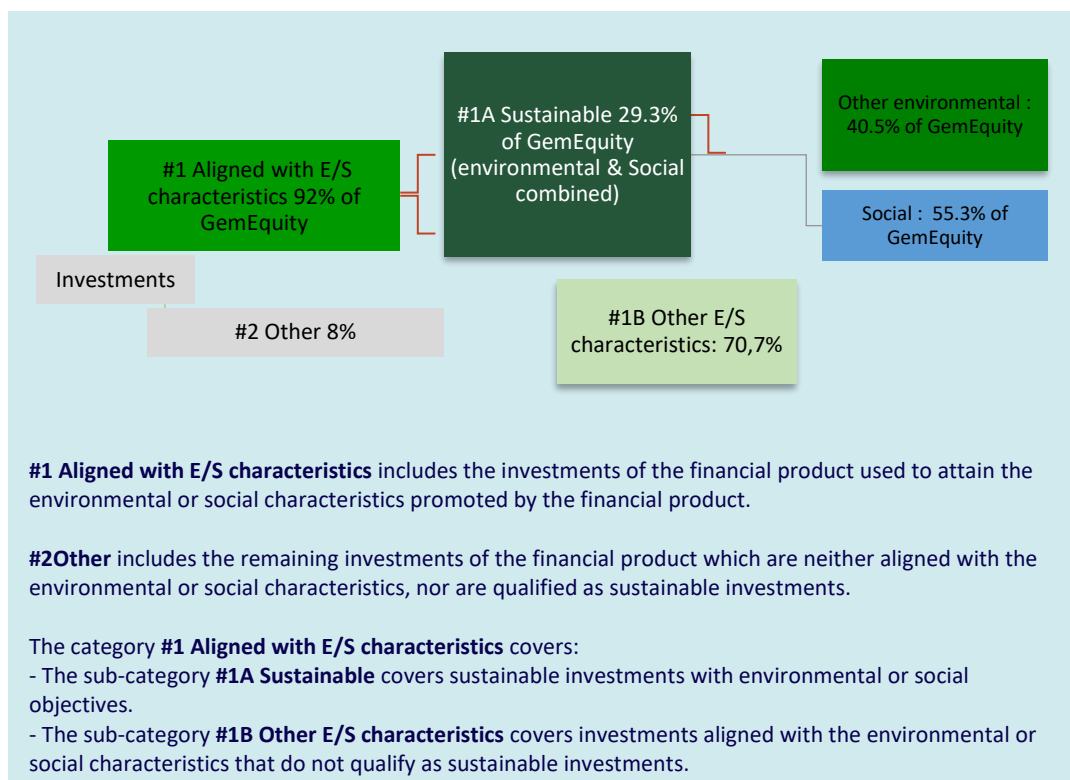 #1A Sustainable 29.3%
of GemEquity
(environmental & Social
combined)
Other environmental :
40.5% of GemEquity
#1 Aligned with E/S
characteristics 92% of
GemEquity
Social :  55.3% of
GemEquity
Investments
#2 Other 8%
#1B Other E/S
characteristics: 70,7%
#1 Aligned with E/S characteristics includes the investments of the financial product used to attain the
environmental or social characteristics promoted by the financial product.
#2Other includes the remaining investments of the financial product which are neither aligned with the
environmental or social characteristics, nor are qualified as sustainable investments.
The category #1 Aligned with E/S characteristics covers:
- The sub-category #1A Sustainable covers sustainable investments with environmental or social
objectives.
- The sub-category #1B Other E/S characteristics covers investments aligned with the environmental or
social characteristics that do not qualify as sustainable investments.